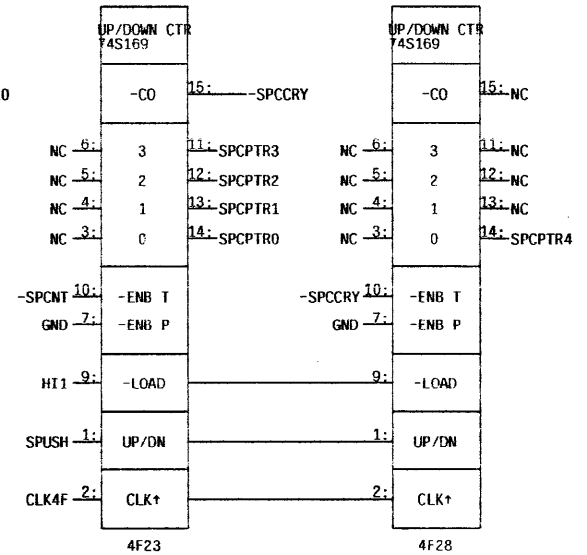 UP/DOWN CTR
74S169
UP/DOWN CTR
74S169
0
-CO
15:
-SPCCRY
-CO
15:
NC
NC 6: 3 11: SPCPTR3
NC 6: 3 11: NC
NC 5: 2 12: SPCPTR2
NC 5: 2 12: NC
NC 4: 1 13: SPCPTR1
NC 4: 1 13: NC
NC 3: 0 14: SPCPTR0
NC 3: 0 14: SPCPTR4
-SPCNT 10: -ENB T
-SPCCRY 10: -ENB T
GND 7: -ENB P
GND 7: -ENB P
HI1 9: -LOAD
9: -LOAD
SPUSH 1: UP/DN
1: UP/DN
CLK4F 2: CLK↑
2: CLK↑
4F23
4F28